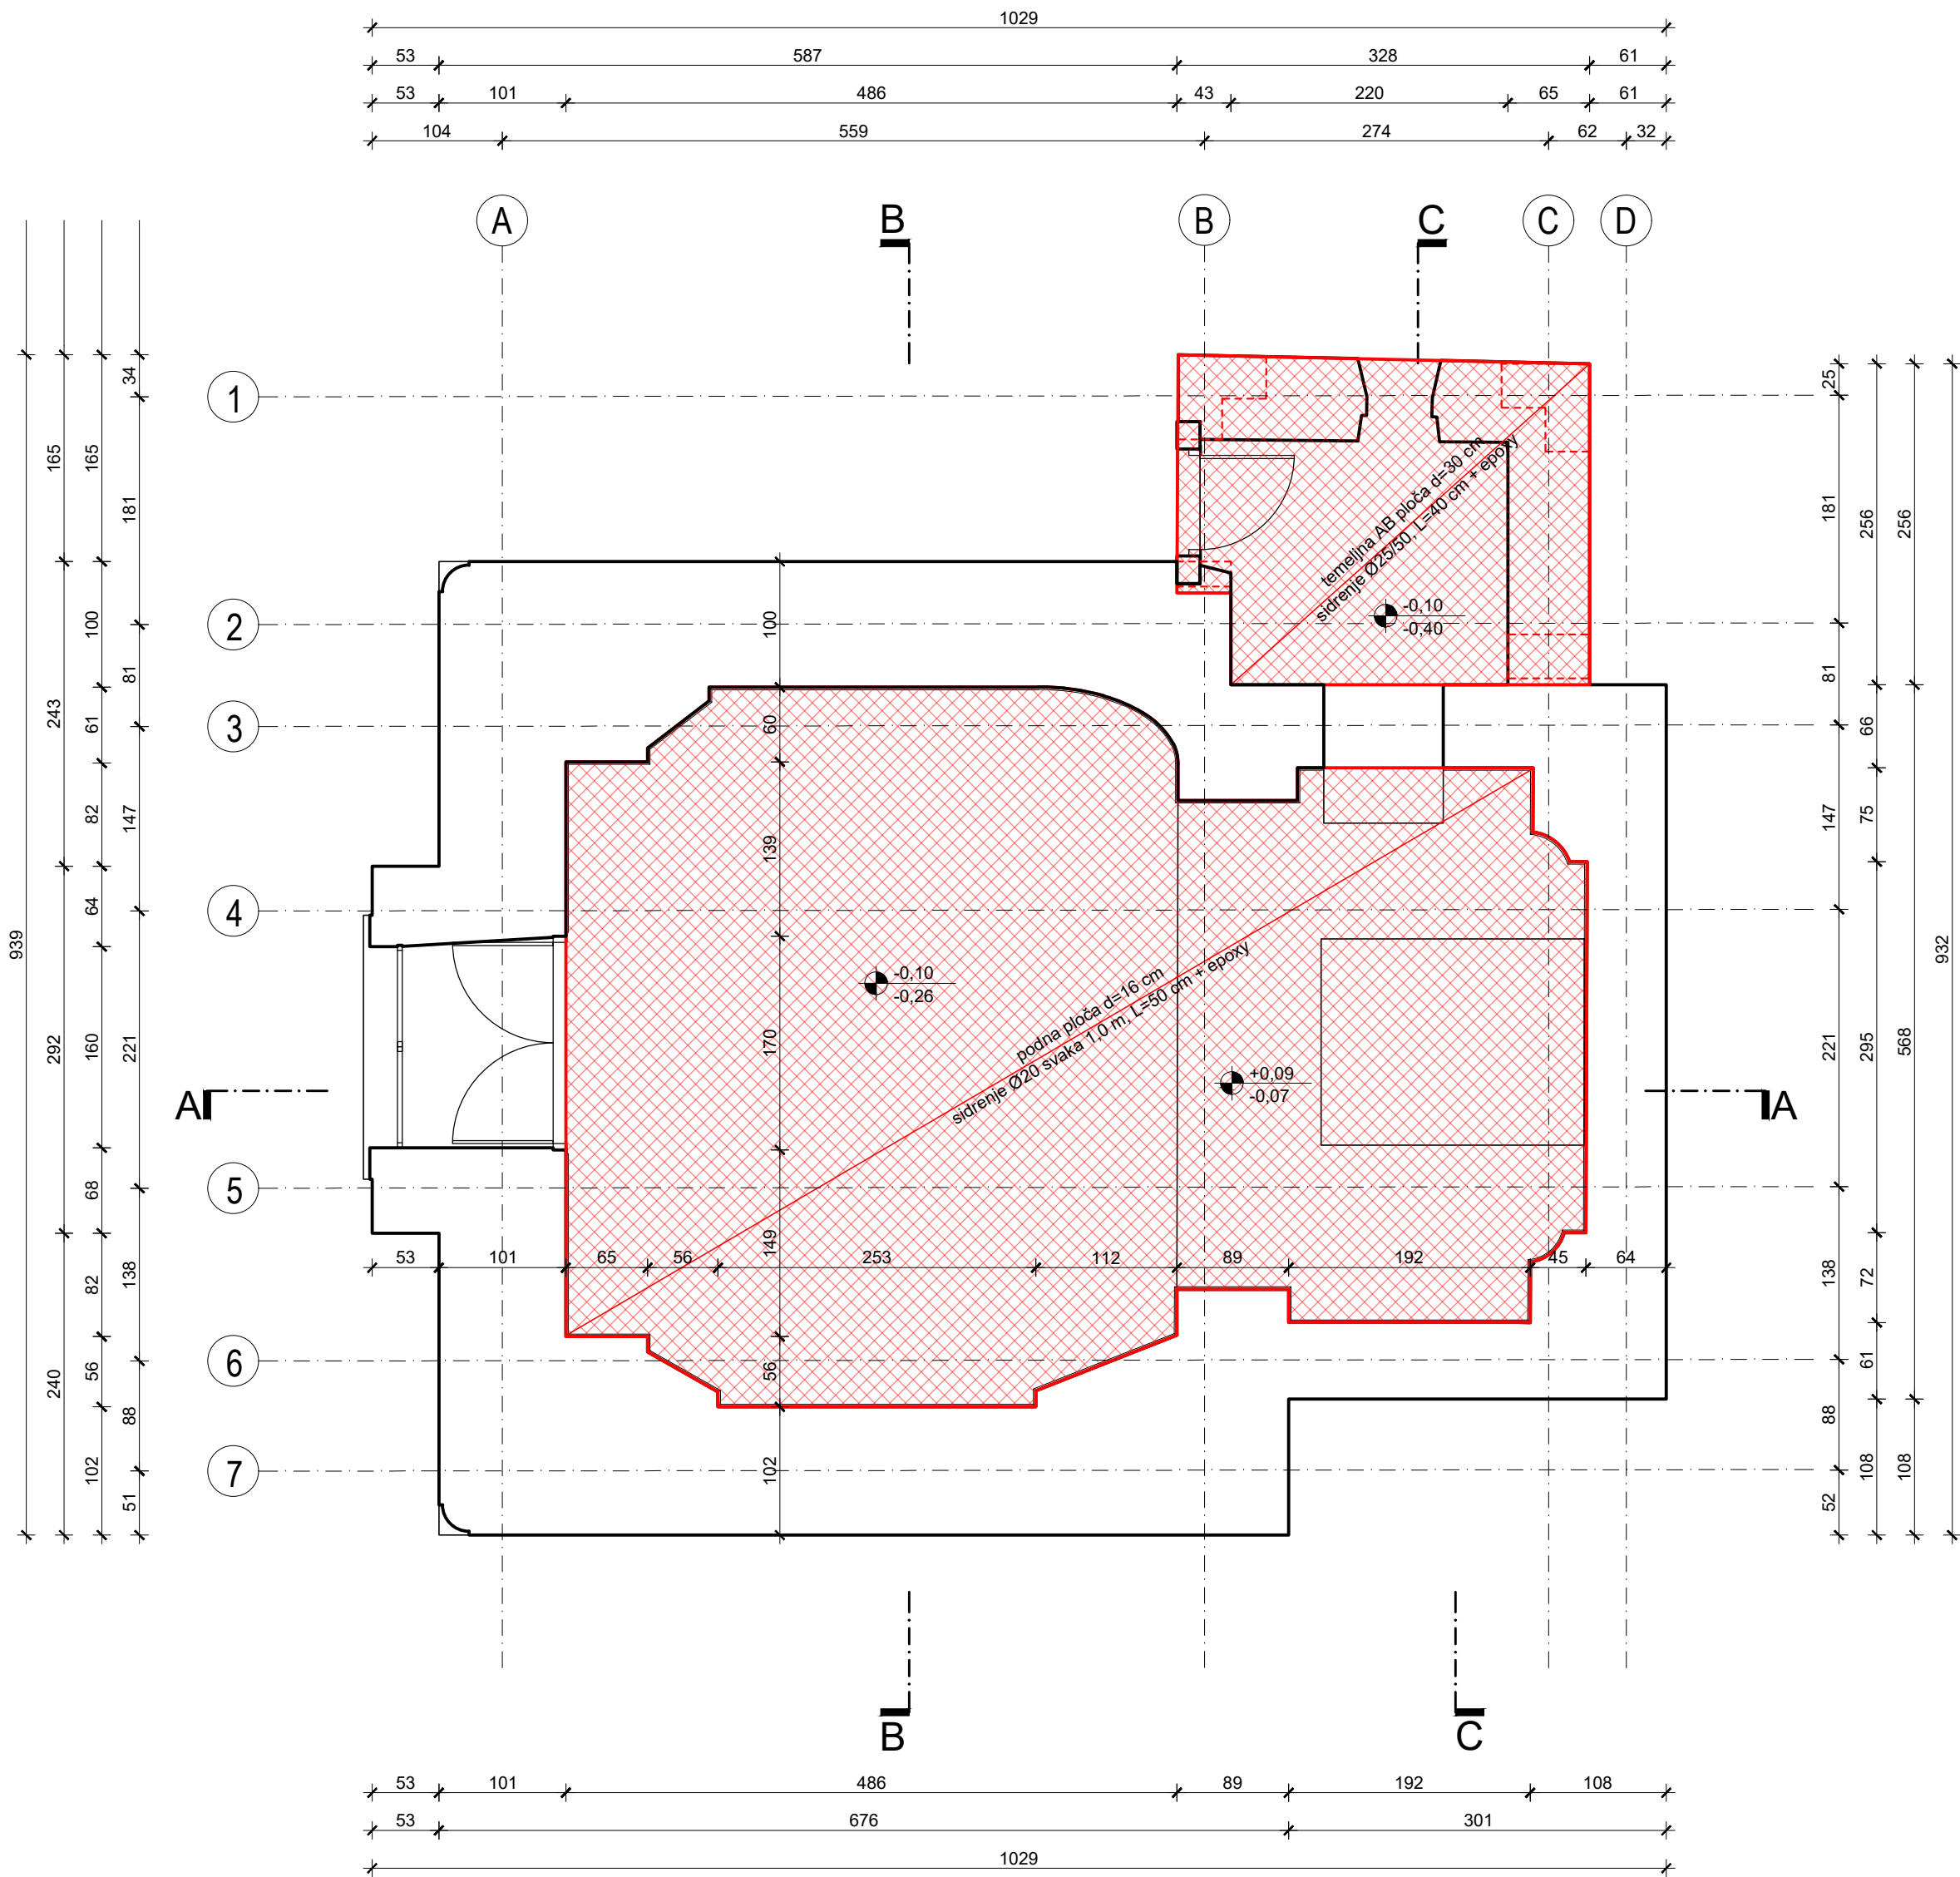 1029
53 587 328 61
53 101 486 43 220 65 61
104 559 274 62 32
A B C D
B C
1
2
3
4
5
6
7
A A
939
165 243 292 240
165 100 61 82 64 160 68 82 56 102
34 181 81 147 221 138 88 51
100 60 139 170 149 56 102
temeljna AB ploča d=30 cm
sidrenje Ø25/50, L=40 cm + epoxy
-0,10
-0,40
-0,10
-0,26
podna ploča d=16 cm
sidrenje Ø20 svaka 1,0 m, L=50 cm + epoxy
+0,09
-0,07
53 101 65 56 253 112 89 192 45 64
25 181 81 66 147 221 138 88 52
256 75 295 72 61 108
256 568 108
932
B C
53 101 486 89 192 108
53 676 301
1029